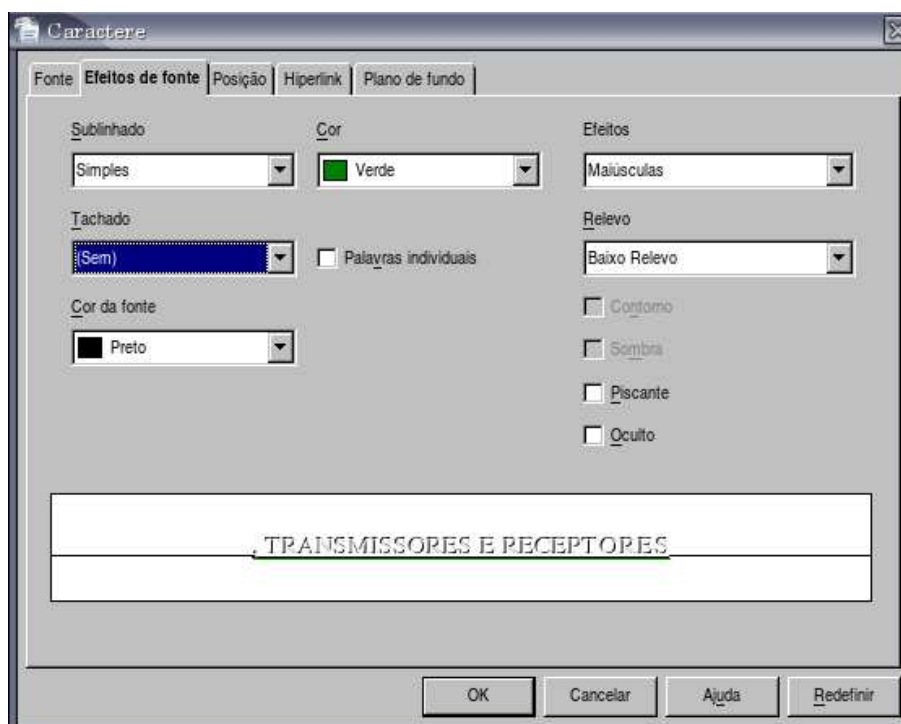 Caractere
Fonte Efeitos de fonte Posição Hiperlink Plano de fundo
Sublinhado Cor Efeitos
Simples Verde Maiúsculas
Tachado Relevo
(Sem) Palavras individuais Baixo Relevo
Cor da fonte Contorno
Preto Sombra
Piscante
Oculto
, TRANSMISSORES E RECEPTORES
OK Cancelar Ajuda Redefinir